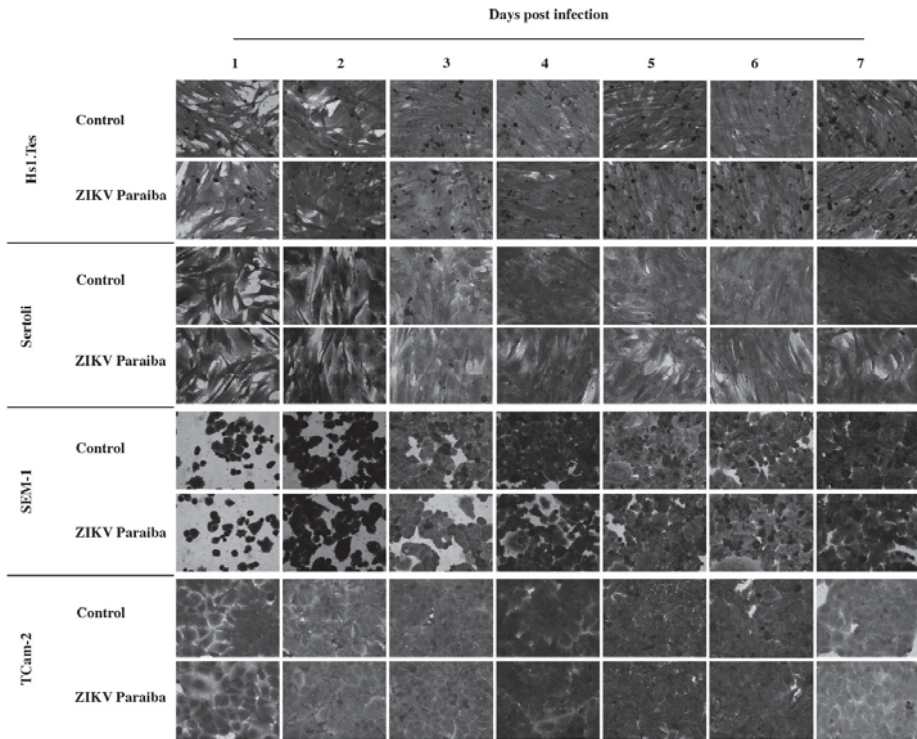 Days post infection
1 2 3 4 5 6 7
Hs1.Tes
Control
ZIKV Paraiba
Sertoli
Control
ZIKV Paraiba
SEM-1
Control
ZIKV Paraiba
TCam-2
Control
ZIKV Paraiba